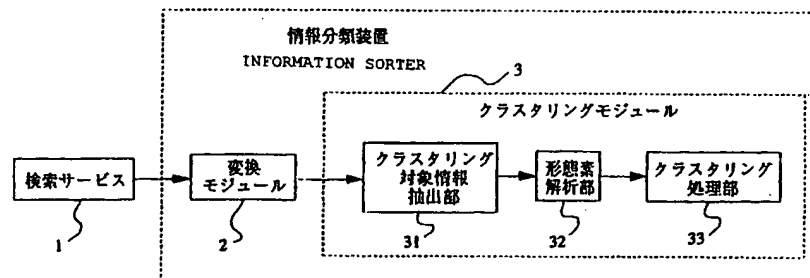 情報分類装置
INFORMATION SORTER
3
クラスタリングモジュール
検索サービス
変換
モジュール
クラスタリング
対象情報
抽出部
形態素
解析部
クラスタリング
処理部
1
2
31
32
33